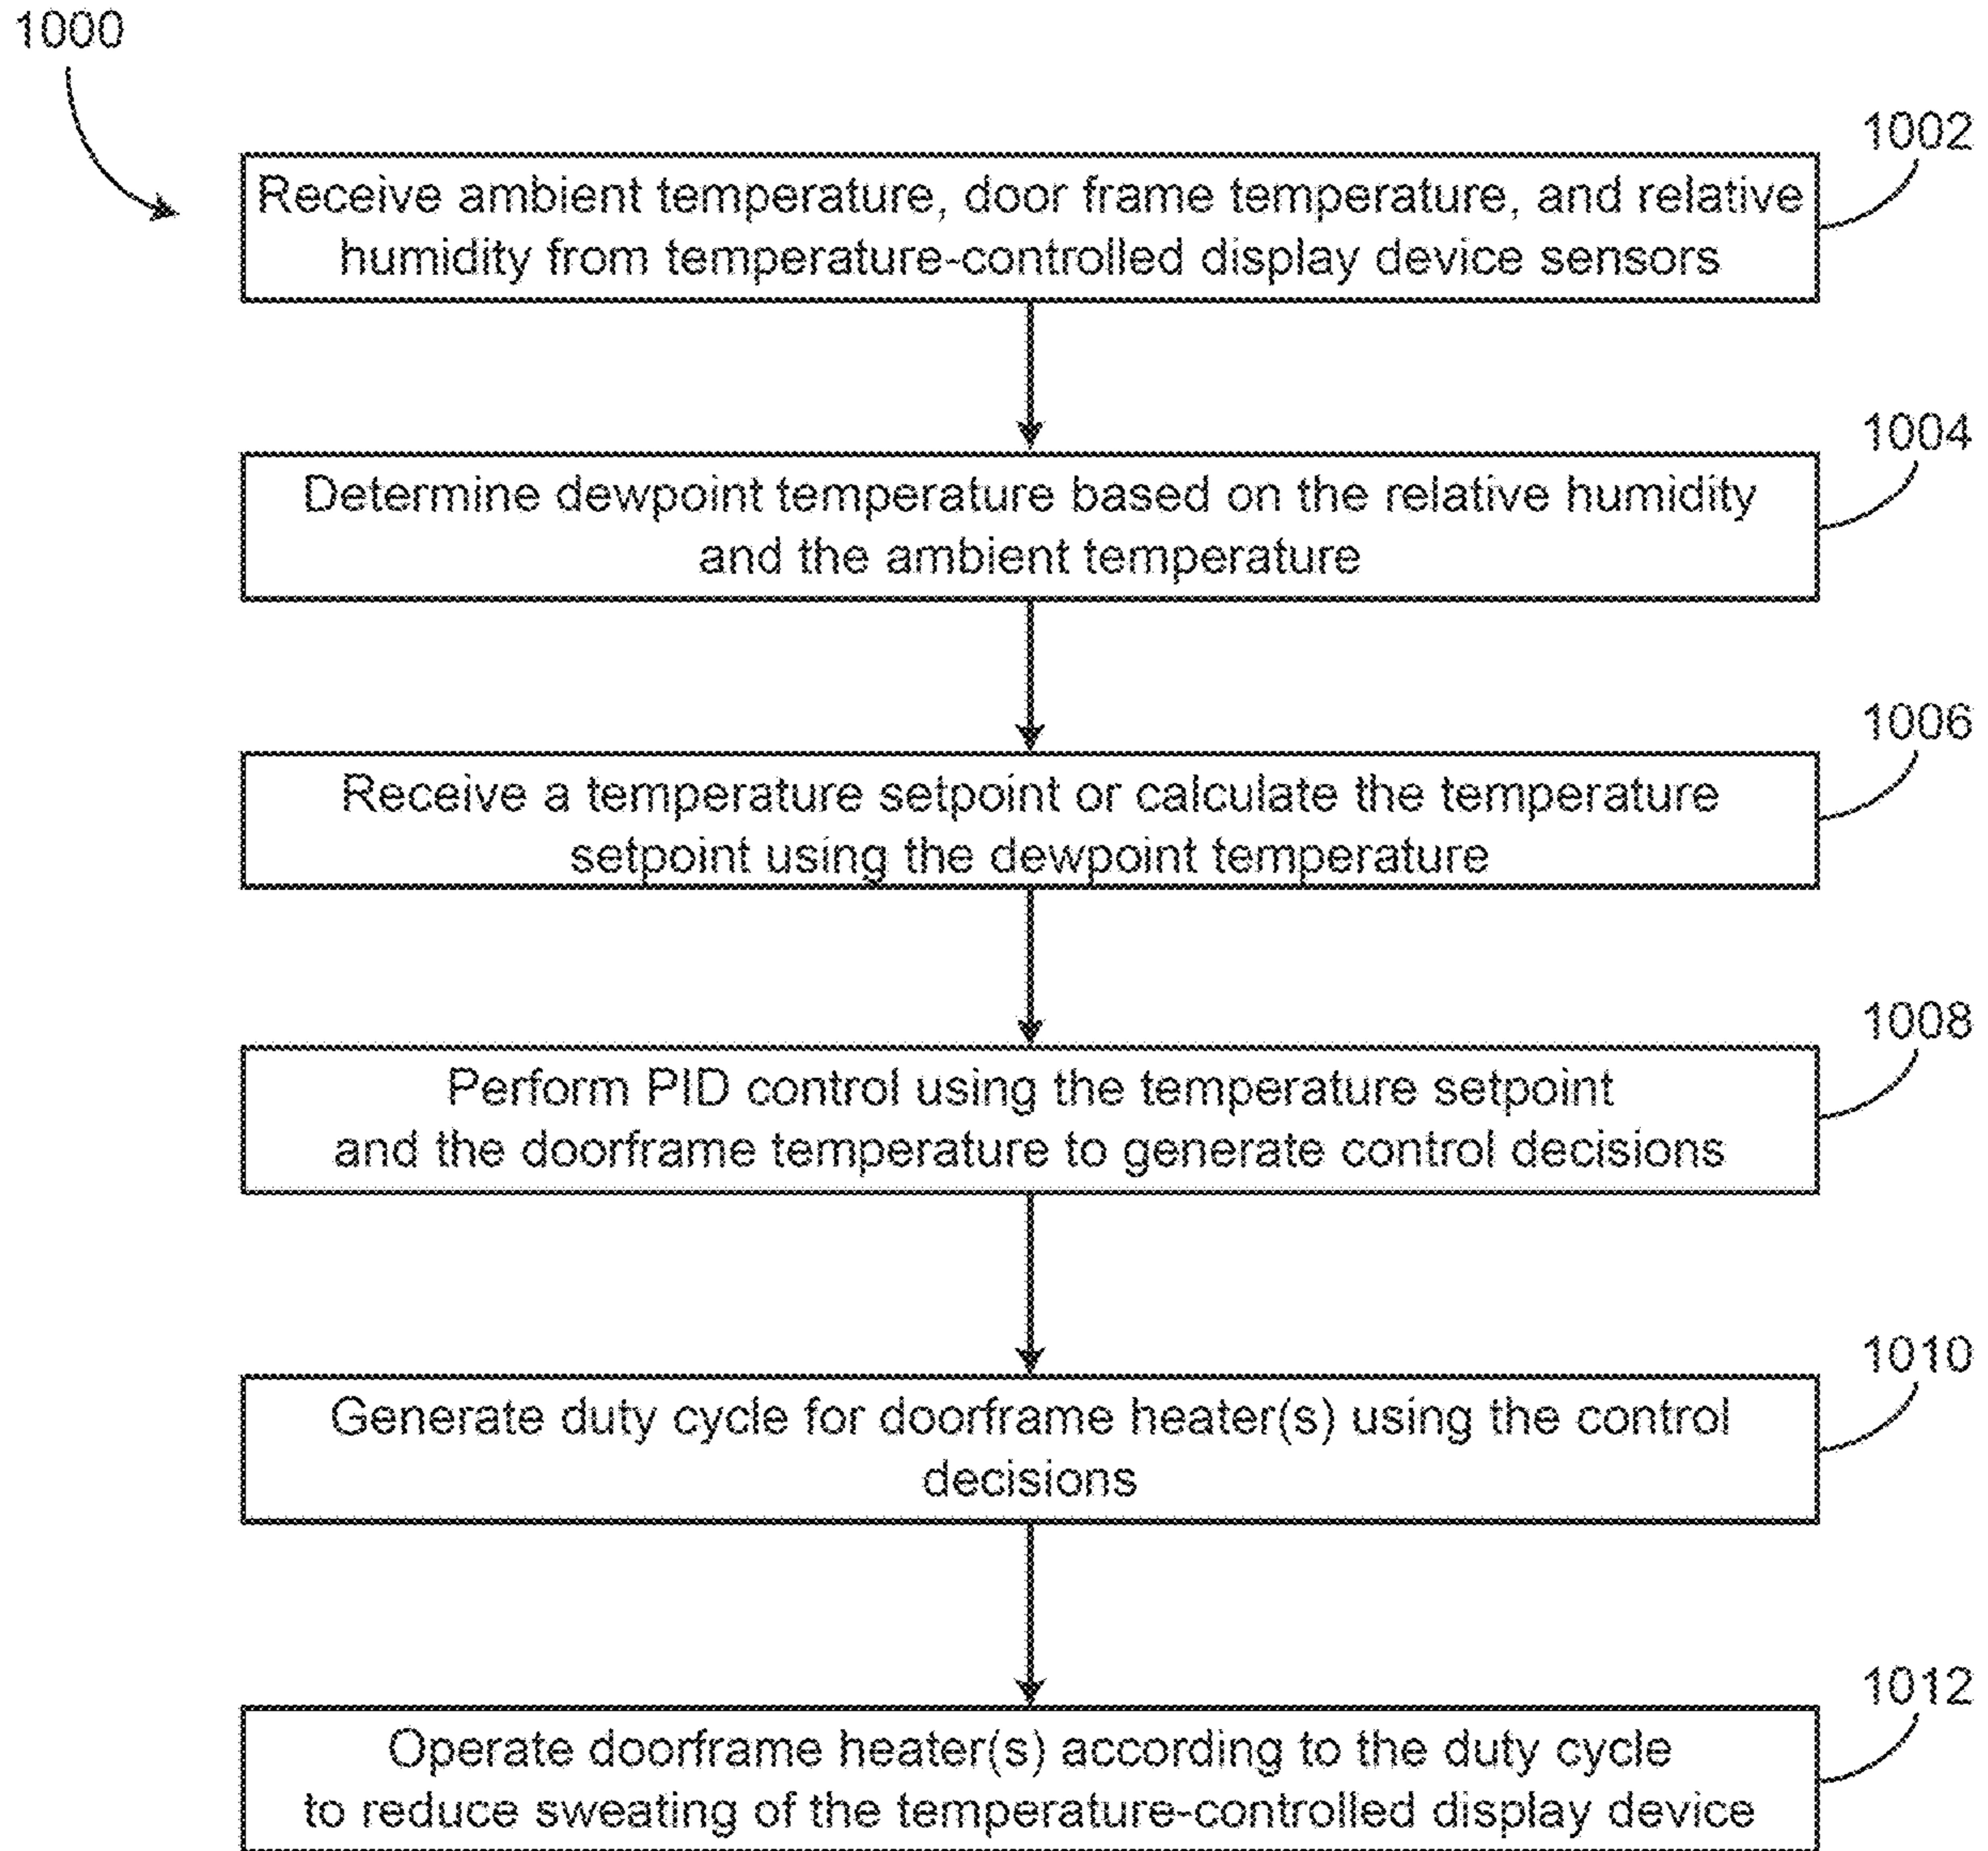 1000
1002
Receive ambient temperature, door frame temperature, and relative
humidity from temperature-controlled display device sensors
1004
Determine dewpoint temperature based on the relative humidity
and the ambient temperature
1006
Receive a temperature setpoint or calculate the temperature
setpoint using the dewpoint temperature
1008
Perform PID control using the temperature setpoint
and the doorframe temperature to generate control decisions
1010
Generate duty cycle for doorframe heater(s) using the control
decisions
1012
Operate doorframe heater(s) according to the duty cycle
to reduce sweating of the temperature-controlled display device